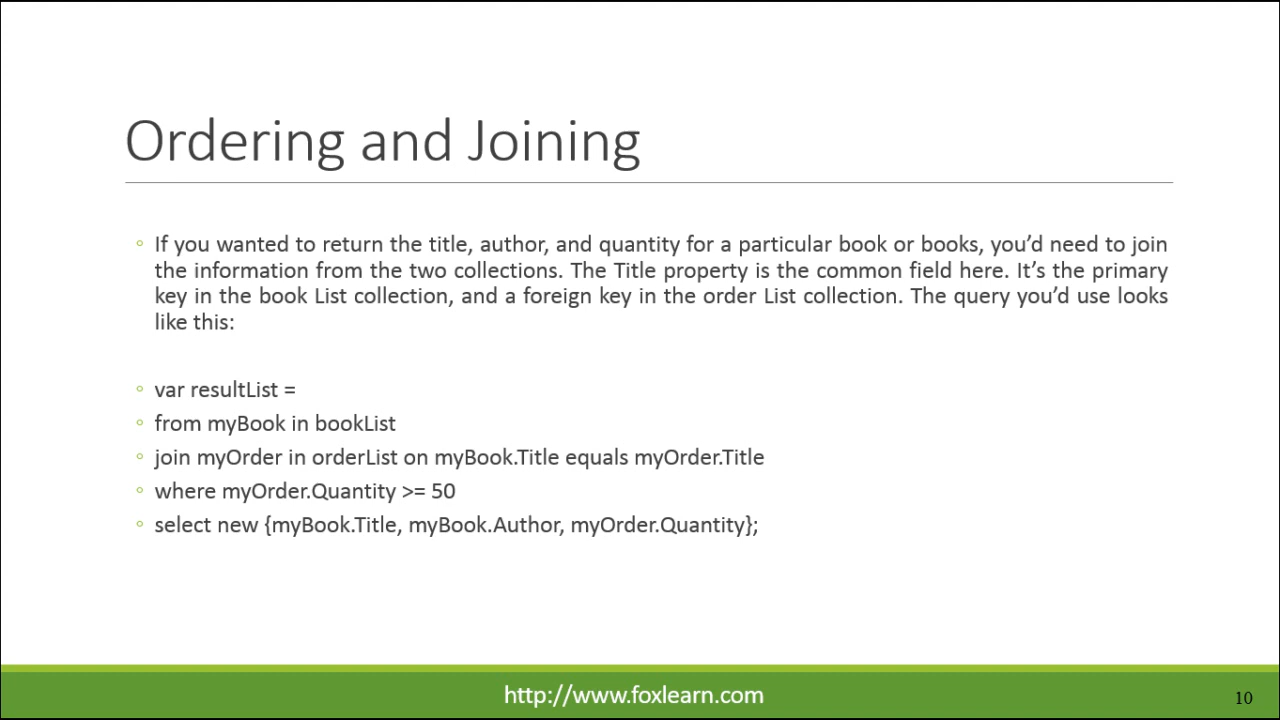 Ordering and Joining
If you wanted to return the title, author, and quantity for a particular book or books, you’d need to join
the information from the two collections. The Title property is the common field here. It’s the primary
key in the book List collection, and a foreign key in the order List collection. The query you’d use looks
like this:
var resultList =
from myBook in bookList
join myOrder in orderList on myBook.Title equals myOrder.Title
where myOrder.Quantity >= 50
select new {myBook.Title, myBook.Author, myOrder.Quantity};
http://www.foxlearn.com
10